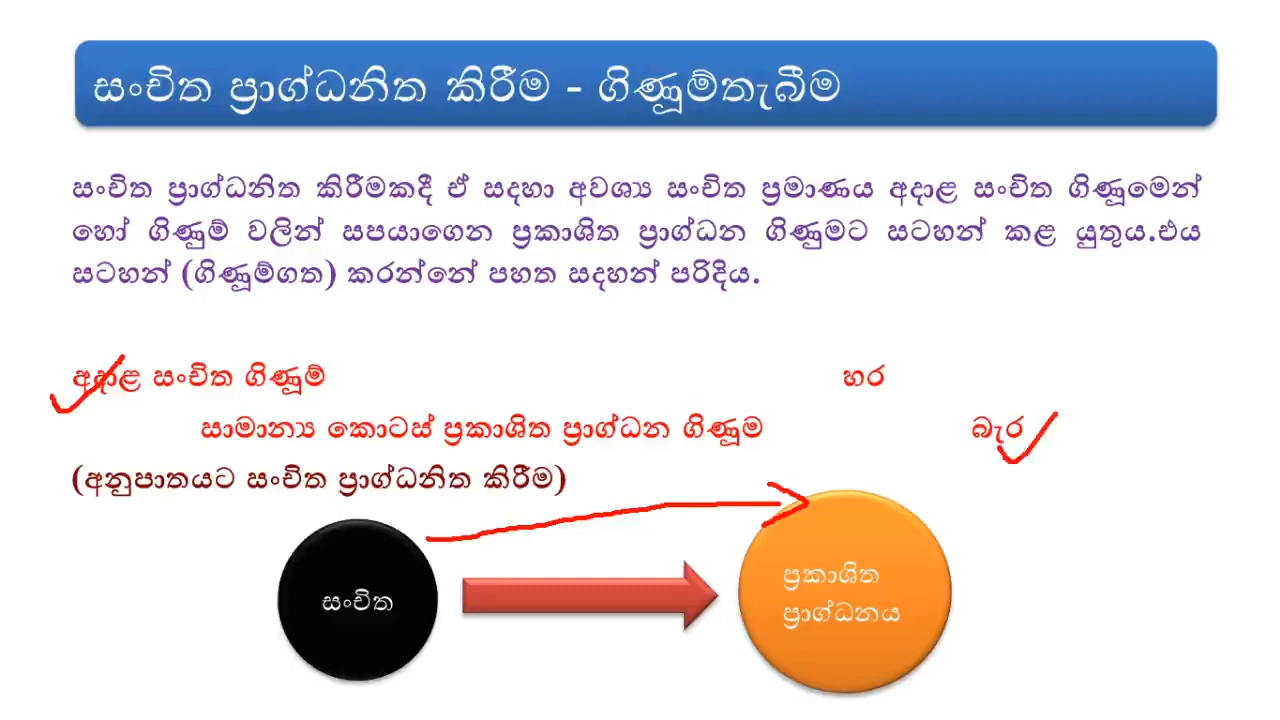 සංචිත ප්‍රාග්ධනිත කිරීම - ගිණුම්තැබීම
සංචිත ප්‍රාග්ධනිත කිරීමකදී ඒ සදහා අවශ්‍ය සංචිත ප්‍රමාණය අදාළ සංචිත ගිණූමෙන්
හෝ ගිණුම් වලින් සපයාගෙන ප්‍රකාශිත ප්‍රාග්ධන ගිණුමට සටහන් කළ යුතුය.එය
සටහන් (ගිණූම්ගත) කරන්නේ පහත සදහන් පරිදිය.
අදාළ සංචිත ගිණූම් හර
සාමාන්‍ය කොටස් ප්‍රකාශිත ප්‍රාග්ධන ගිණූම බැර
(අනුපාතයට සංචිත ප්‍රාග්ධනිත කිරීම)
සංචිත
ප්‍රකාශිත
ප්‍රාග්ධනය